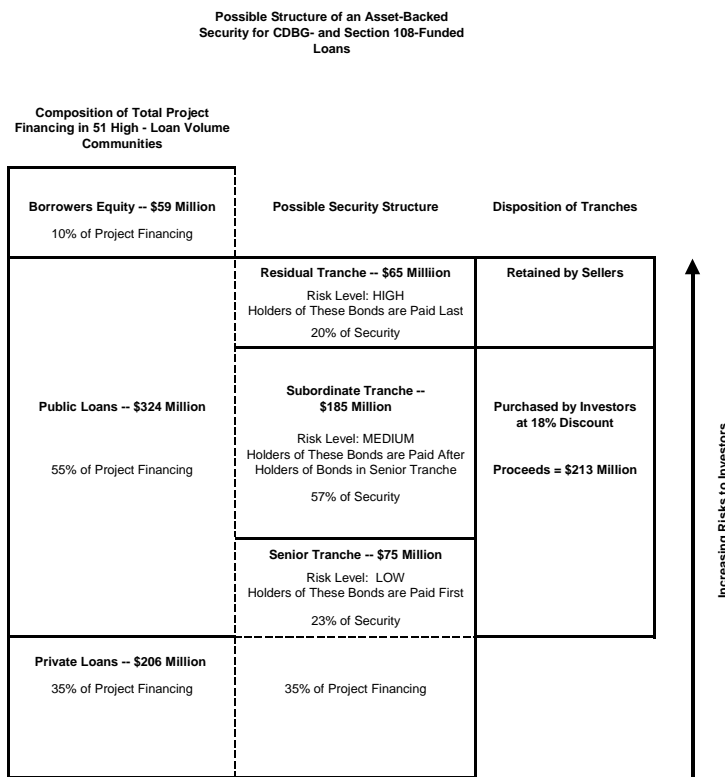 Possible Structure of an Asset-Backed
Security for CDBG- and Section 108-Funded
Loans
Composition of Total Project
Financing in 51 High - Loan Volume
Communities
Borrowers Equity -- $59 Million
10% of Project Financing
Possible Security Structure
Disposition of Tranches
Residual Tranche -- $65 Milliion
Risk Level: HIGH
Holders of These Bonds are Paid Last
20% of Security
Retained by Sellers
Public Loans -- $324 Million
55% of Project Financing
Subordinate Tranche --
$185 Million
Risk Level: MEDIUM
Holders of These Bonds are Paid After
Holders of Bonds in Senior Tranche
57% of Security
Purchased by Investors
at 18% Discount
Proceeds = $213 Million
Senior Tranche -- $75 Million
Risk Level: LOW
Holders of These Bonds are Paid First
23% of Security
Private Loans -- $206 Million
35% of Project Financing
35% of Project Financing
Increasing Risks to Investors